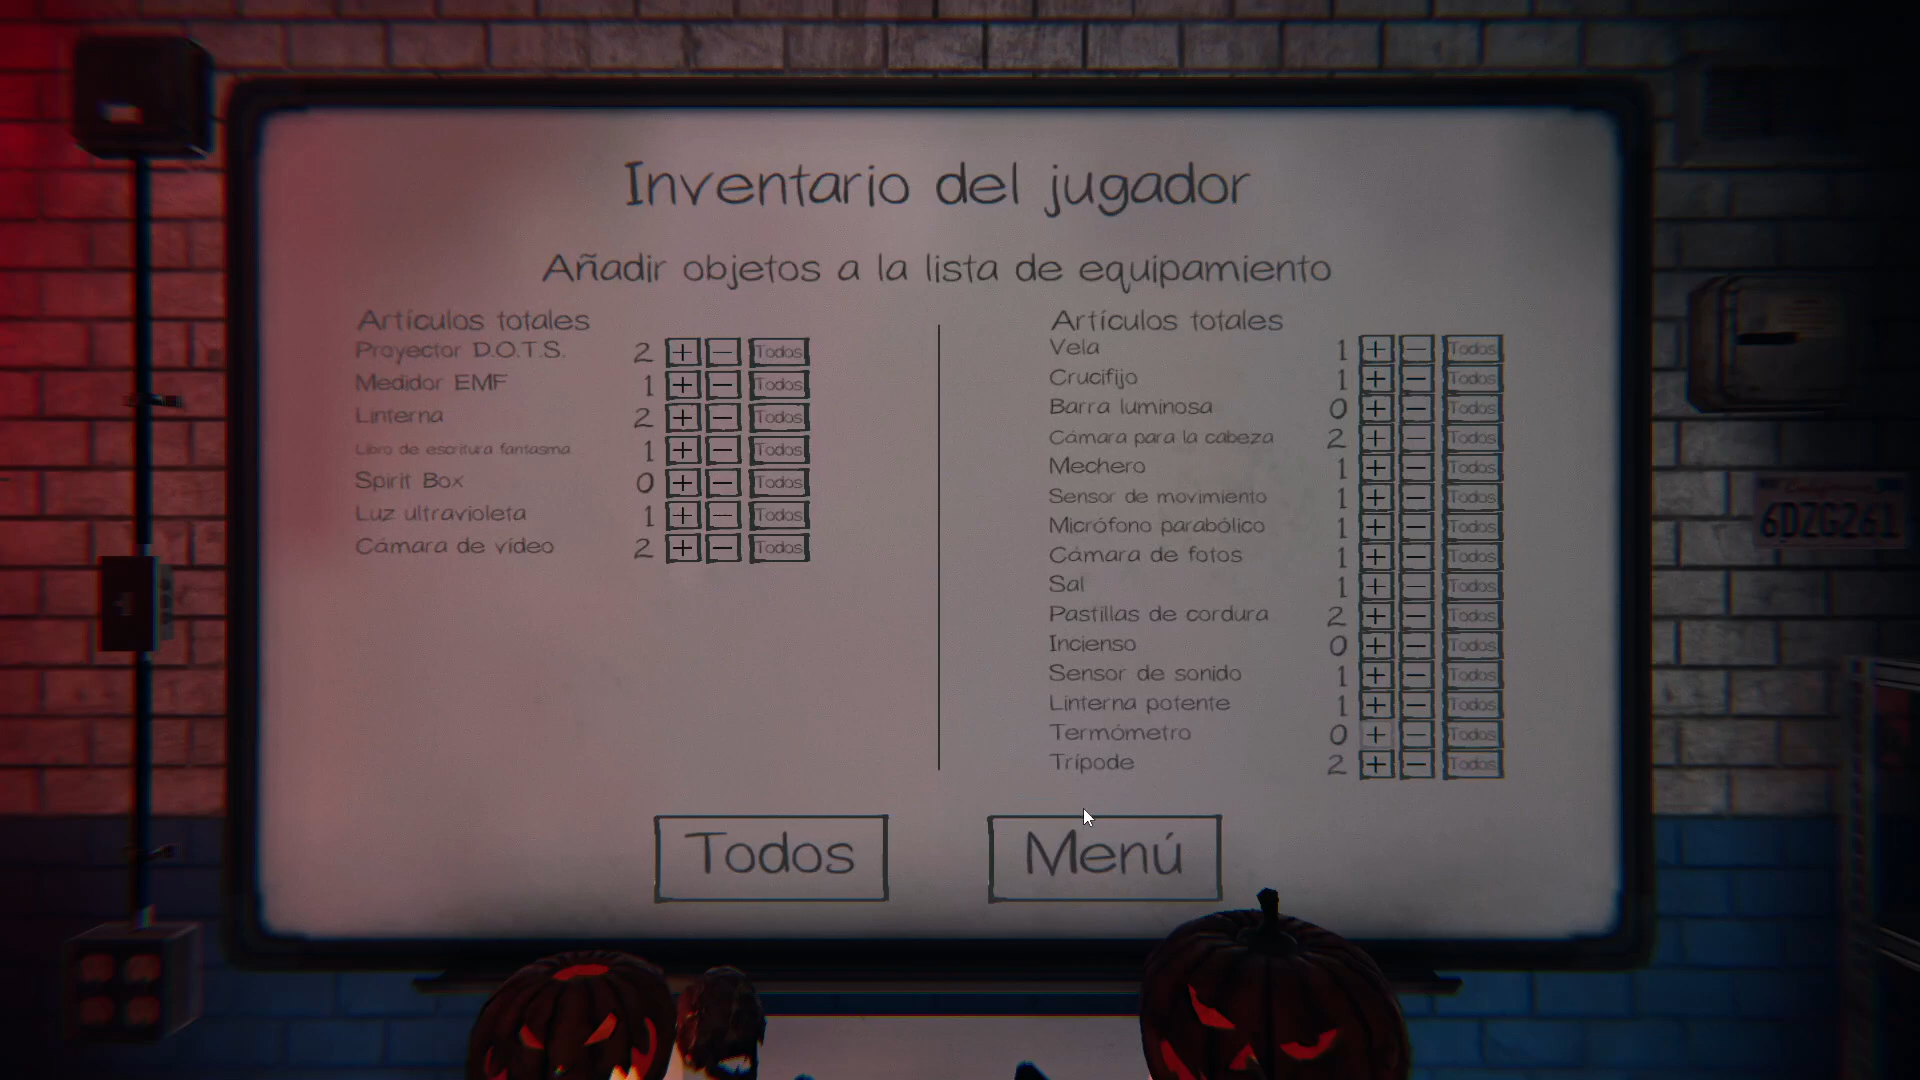 Inventario del jugador
Añadir objetos a la lista de equipamiento
Artículos totales
Proyector D.O.T.S. 2 + - Todos
Medidor EMF 1 + - Todos
Linterna 2 + - Todos
Libro de escritura fantasma 1 + - Todos
Spirit Box 0 + - Todos
Luz ultravioleta 1 + - Todos
Cámara de vídeo 2 + - Todos
Artículos totales
Vela 1 + - Todos
Crucifijo 1 + - Todos
Barra luminosa 0 + - Todos
Cámara para la cabeza 2 + - Todos
Mechero 1 + - Todos
Sensor de movimiento 1 + - Todos
Micrófono parabólico 1 + - Todos
Cámara de fotos 1 + - Todos
Sal 1 + - Todos
Pastillas de cordura 2 + - Todos
Incienso 0 + - Todos
Sensor de sonido 1 + - Todos
Linterna potente 1 + - Todos
Termómetro 0 + - Todos
Trípode 2 + - Todos
Todos
Menú
California
6DZG261